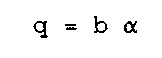 q = b α